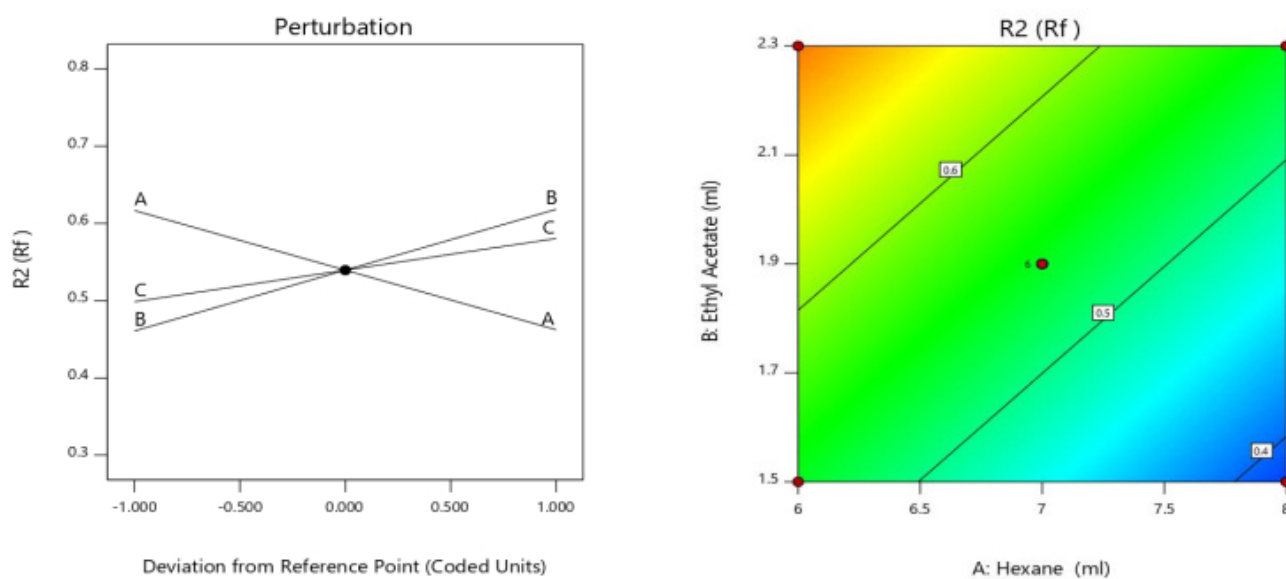 Perturbation
0.8
0.7
0.6
0.5
0.4
0.3
R2 (Rf )
A
C
B
B
C
A
-1.000 -0.500 0.000 0.500 1.000
Deviation from Reference Point (Coded Units)
R2 (Rf )
2.3
2.1
1.9
1.7
1.5
B: Ethyl Acetate (ml)
0.6
6
0.5
0.4
6 6.5 7 7.5 8
A: Hexane (ml)